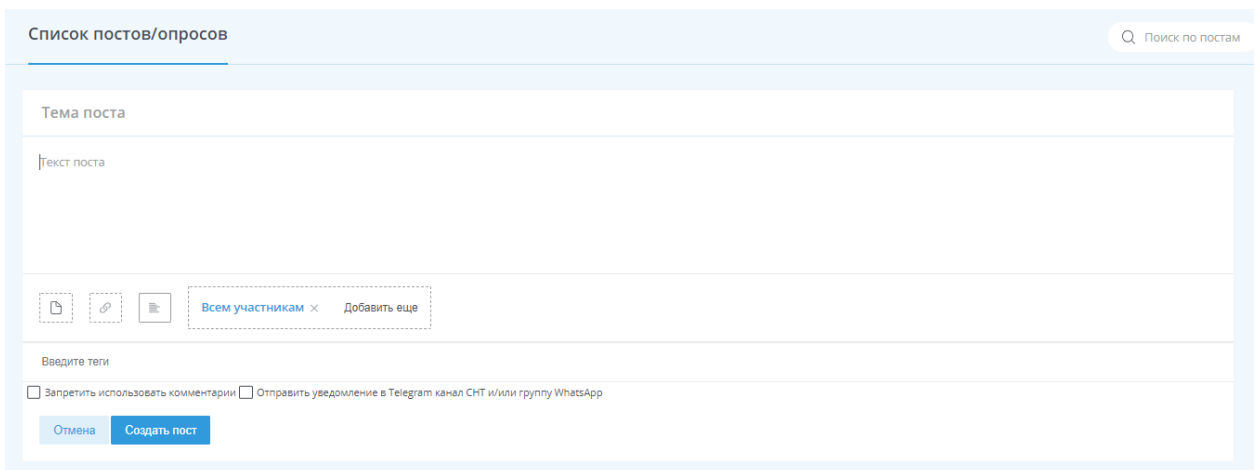 Список постов/опросов
Поиск по постам
Тема поста
Текст поста
Всем участникам × Добавить еще
Введите теги
Запретить использовать комментарии Отправить уведомление в Telegram канал СНТ и/или группу WhatsApp
Отмена Создать пост